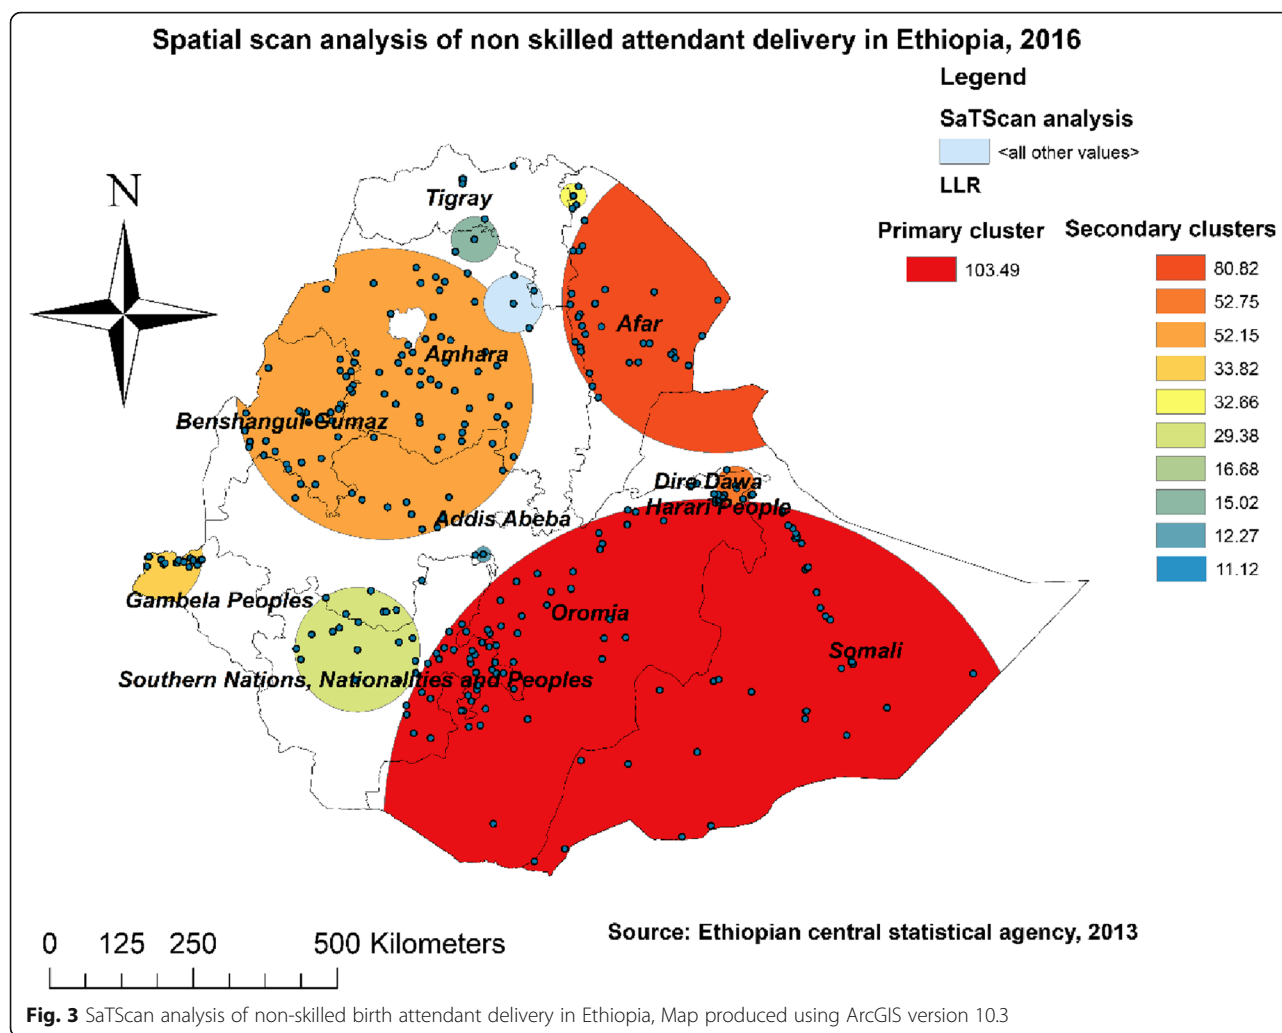 Spatial scan analysis of non skilled attendant delivery in Ethiopia, 2016
Legend
SaTScan analysis
<all other values>
LLR
Primary cluster
103.49
Secondary clusters
80.82
52.75
52.15
33.82
32.66
29.38
16.68
15.02
12.27
11.12
N
Tigray
Afar
Amhara
Benshangul-Gumaz
Dire Dawa
Harari People
Addis Abeba
Gambela Peoples
Oromia
Somali
Southern Nations, Nationalities and Peoples
0 125 250 500 Kilometers
Source: Ethiopian central statistical agency, 2013
Fig. 3 SaTScan analysis of non-skilled birth attendant delivery in Ethiopia, Map produced using ArcGIS version 10.3